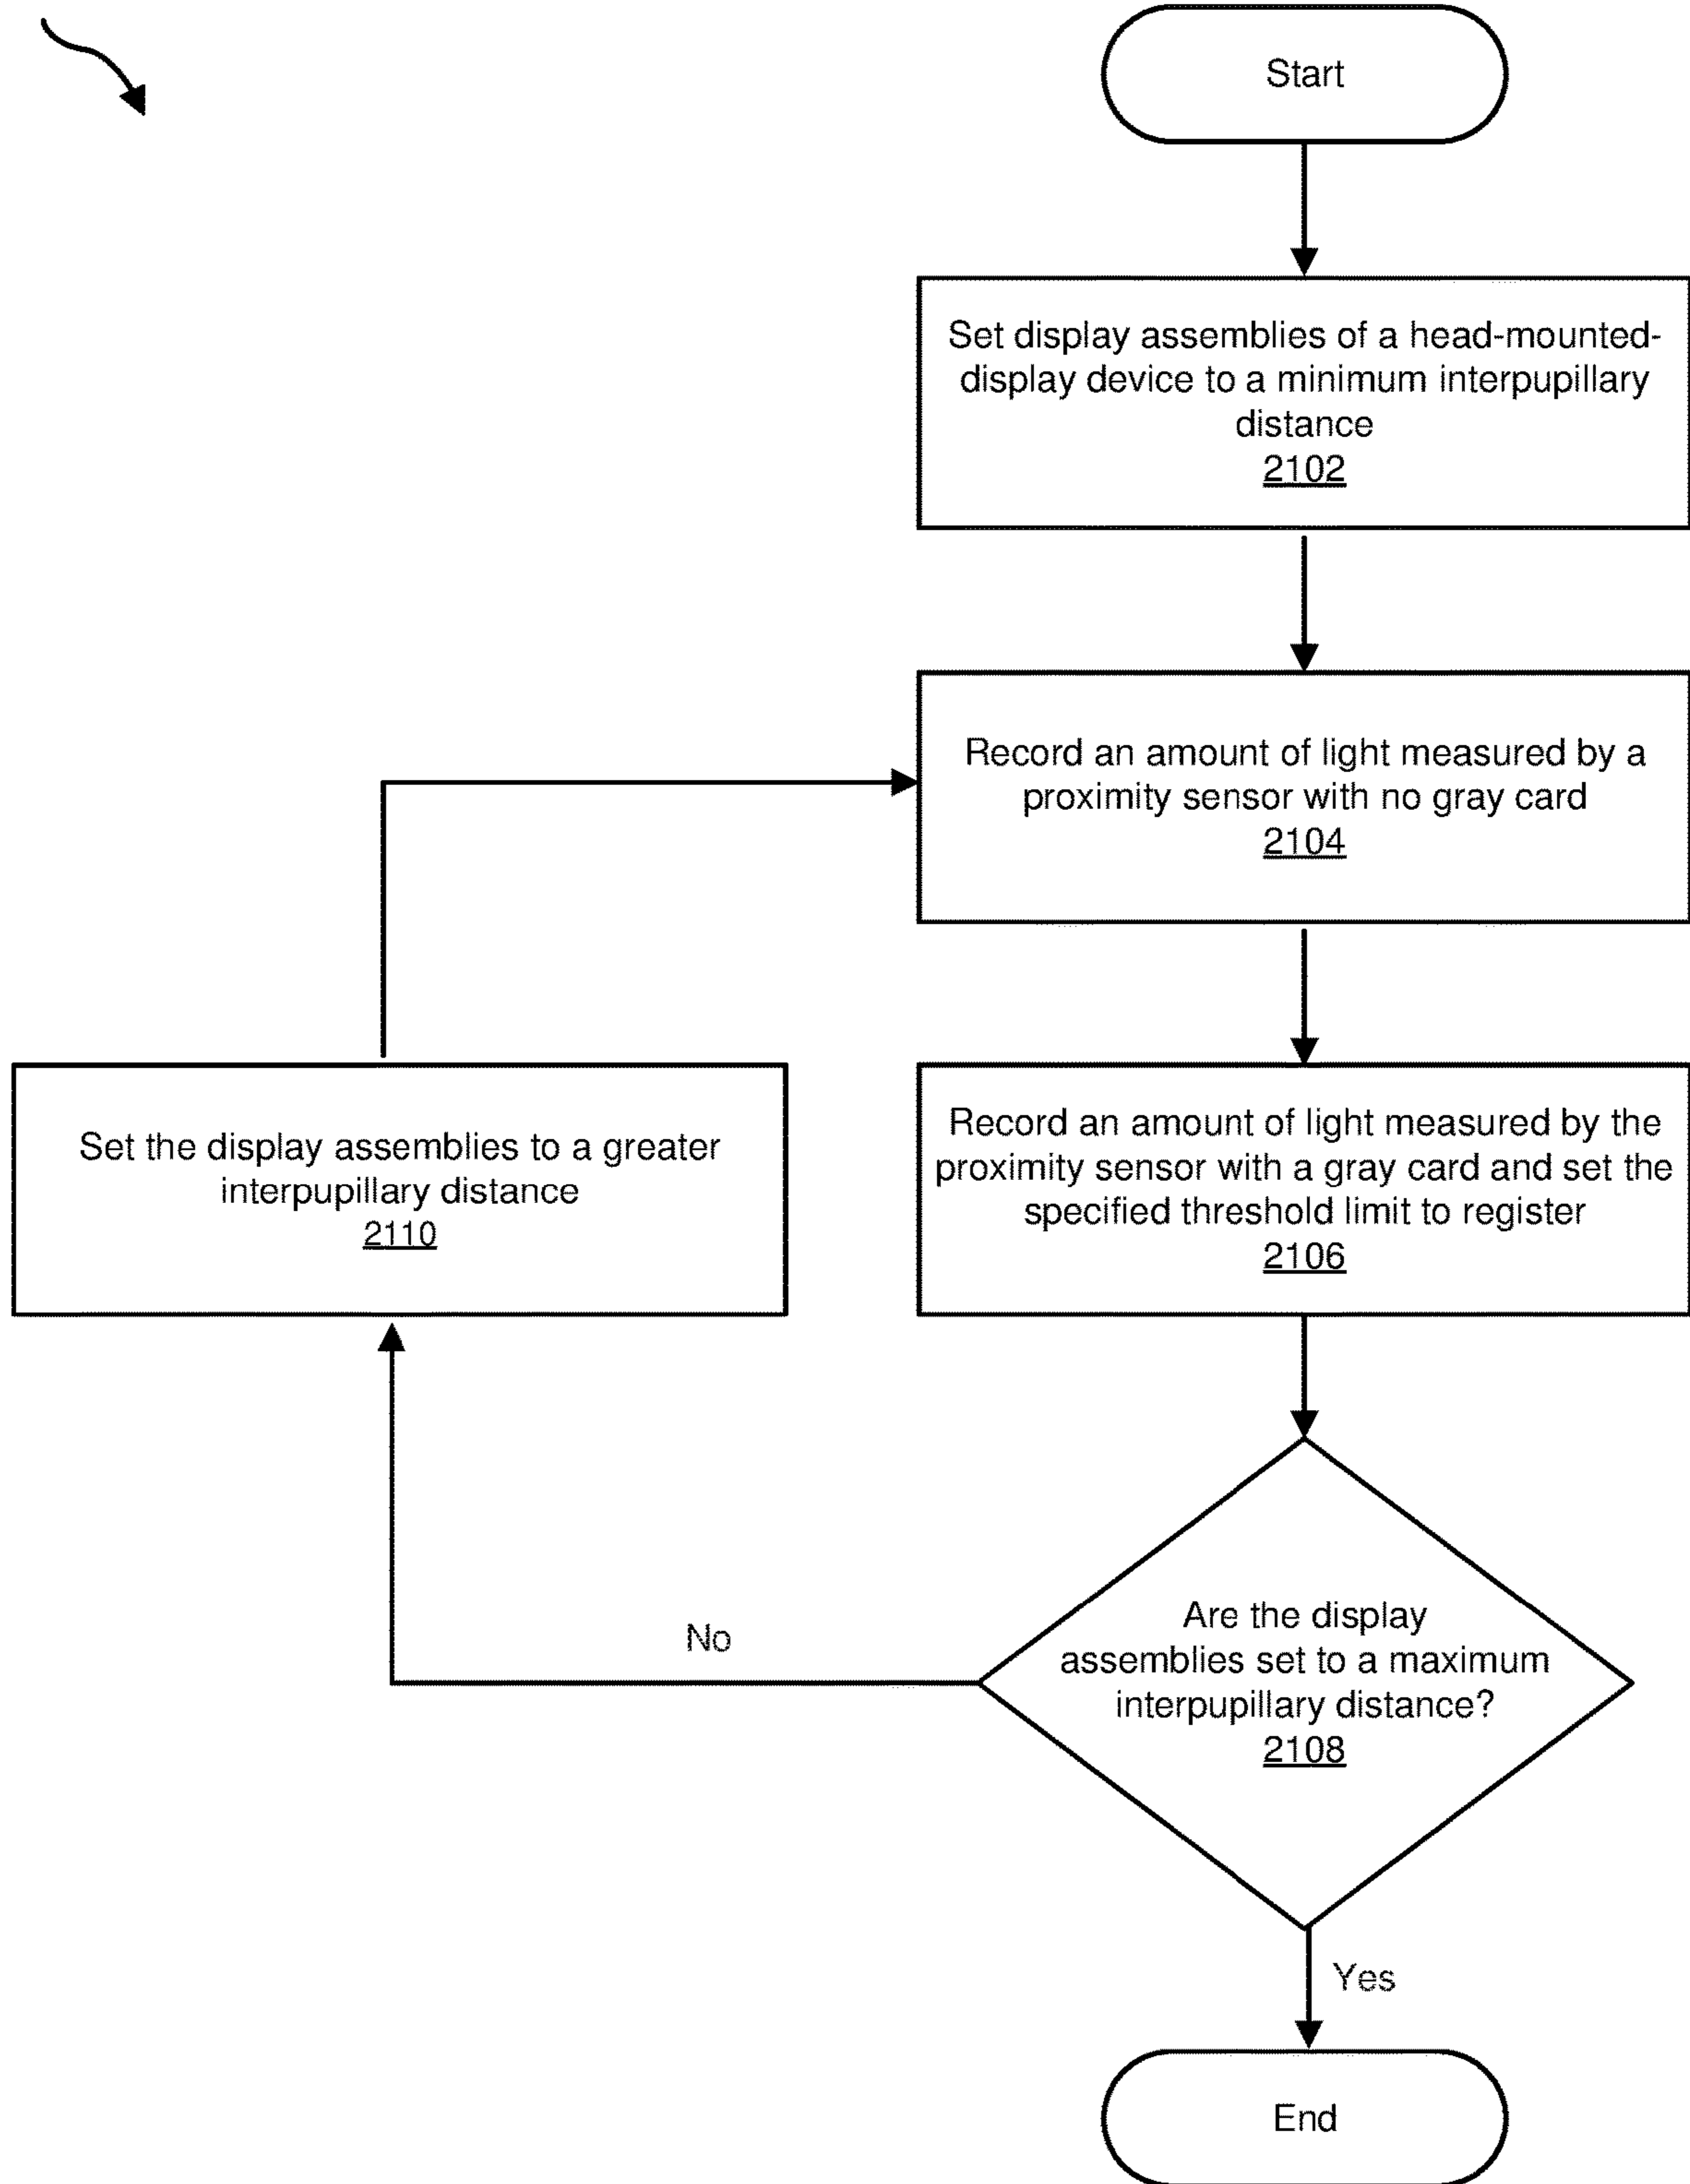 Start
Set display assemblies of a head-mounted-
display device to a minimum interpupillary
distance
2102
Record an amount of light measured by a
proximity sensor with no gray card
2104
Record an amount of light measured by the
proximity sensor with a gray card and set the
specified threshold limit to register
2106
Set the display assemblies to a greater
interpupillary distance
2110
Are the display
assemblies set to a maximum
interpupillary distance?
2108
No
Yes
End